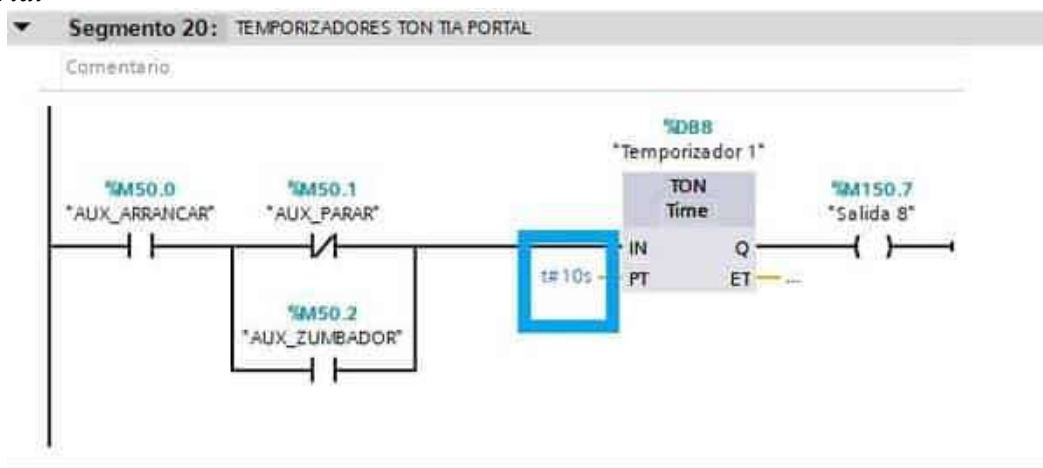 Segmento 20: TEMPORIZADORES TON TIA PORTAL
Comentario
%DB8
"Temporizador 1"
%M50.0
"AUX_ARRANCAR"
%M50.1
"AUX_PARAR"
TON
Time
%M150.7
"Salida 8"
IN
Q
t#10s
PT
ET
...
%M50.2
"AUX_ZUMBADOR"